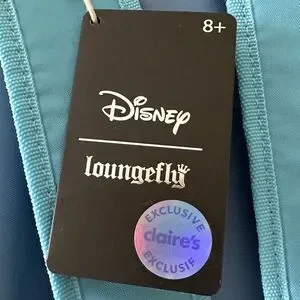 8+
Disney
loungefly
EXCLUSIVE
claire's
EXCLUSIF